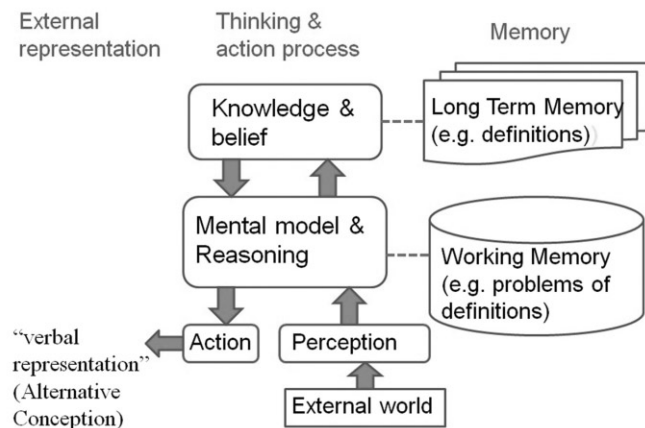 External
representation
Thinking &
action process
Memory
Knowledge &
belief
Long Term Memory
(e.g. definitions)
Mental model &
Reasoning
Working Memory
(e.g. problems of
definitions)
"verbal
representation"
(Alternative
Conception)
Action
Perception
External world